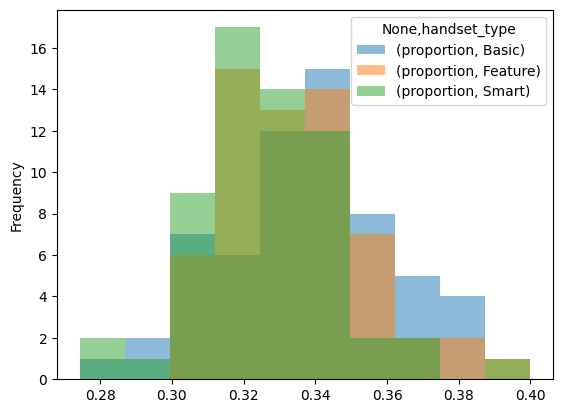 None,handset_type
(proportion, Basic)
(proportion, Feature)
(proportion, Smart)
Frequency
16
14
12
10
8
6
4
2
0
0.28 0.30 0.32 0.34 0.36 0.38 0.40